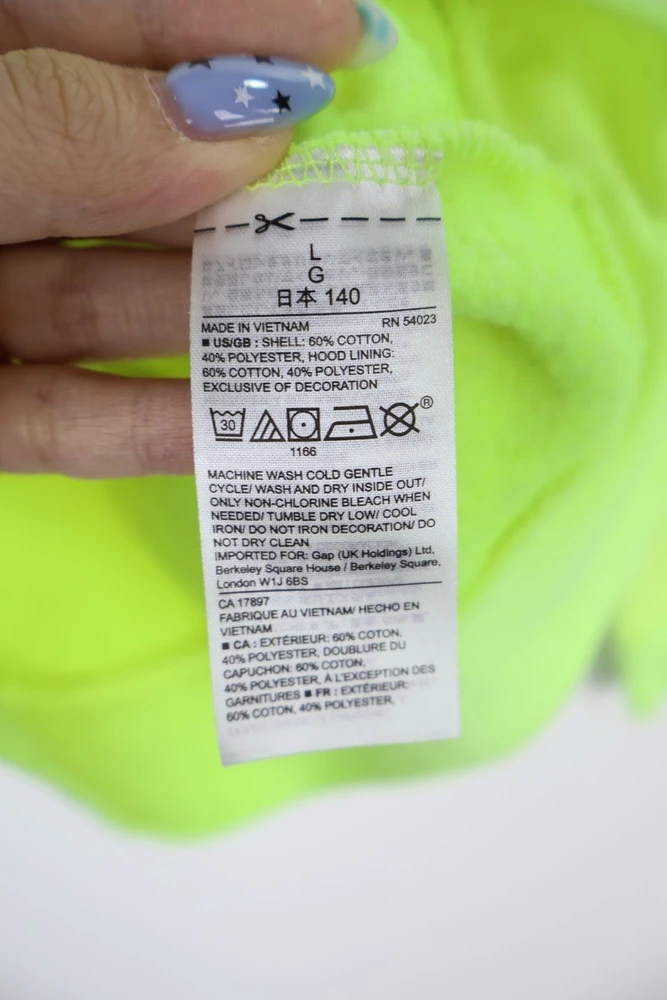 L
G
日本 140
MADE IN VIETNAM RN 54023
■ US/GB : SHELL: 60% COTTON,
40% POLYESTER, HOOD LINING:
60% COTTON, 40% POLYESTER,
EXCLUSIVE OF DECORATION
30 ®
1166
MACHINE WASH COLD GENTLE
CYCLE/ WASH AND DRY INSIDE OUT/
ONLY NON-CHLORINE BLEACH WHEN
NEEDED/ TUMBLE DRY LOW/ COOL
IRON/ DO NOT IRON DECORATION/ DO
NOT DRY CLEAN
IMPORTED FOR: Gap (UK Holdings) Ltd,
Berkeley Square House / Berkeley Square,
London W1J 6BS
CA 17897
FABRIQUE AU VIETNAM/ HECHO EN
VIETNAM
■ CA : EXTÉRIEUR: 60% COTON,
40% POLYESTER, DOUBLURE DU
CAPUCHON: 60% COTON,
40% POLYESTER, À L'EXCEPTION DES
GARNITURES ■ FR : EXTÉRIEUR:
60% COTON, 40% POLYESTER,